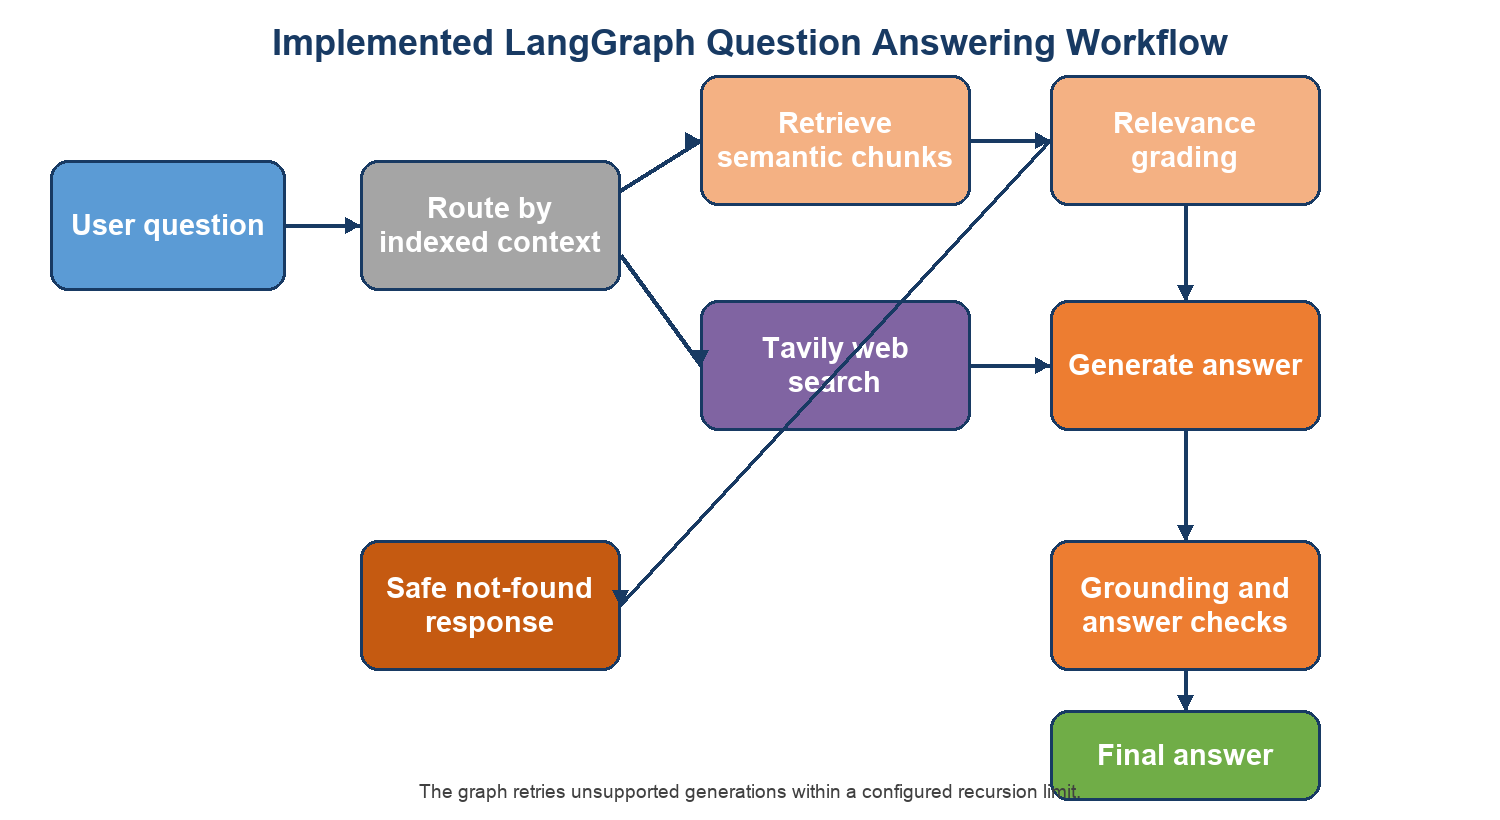 Implemented LangGraph Question Answering Workflow
User question
Route by
indexed context
Retrieve
semantic chunks
Relevance
grading
Tavily web
search
Generate answer
Safe not-found
response
Grounding and
answer checks
Final answer
The graph retries unsupported generations within a configured recursion limit.